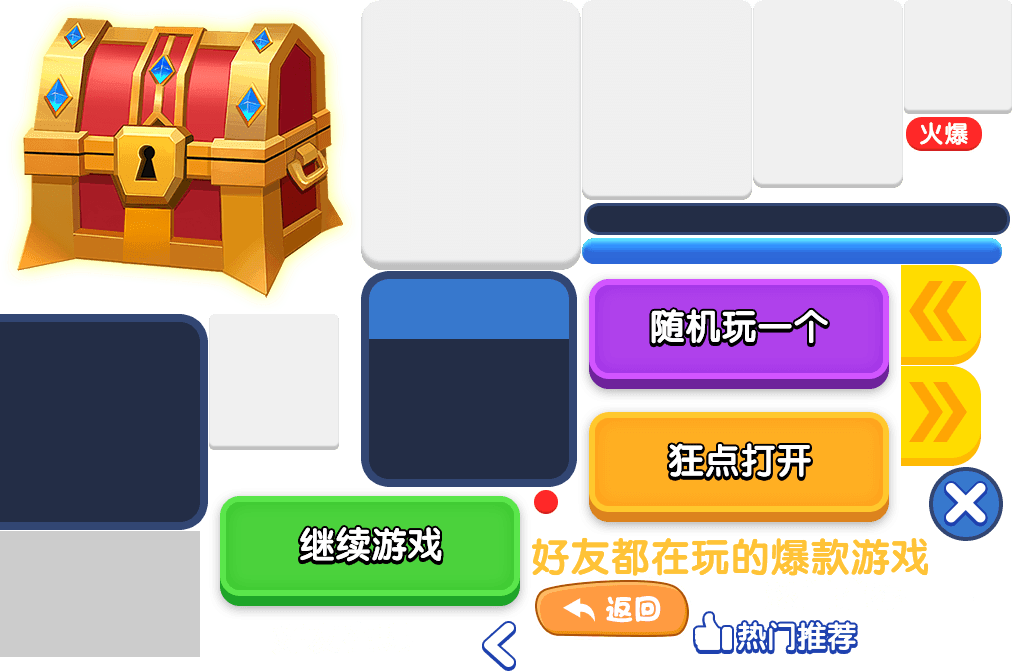 火爆
随机玩一个
狂点打开
继续游戏
好友都在玩的爆款游戏
返回
热门推荐